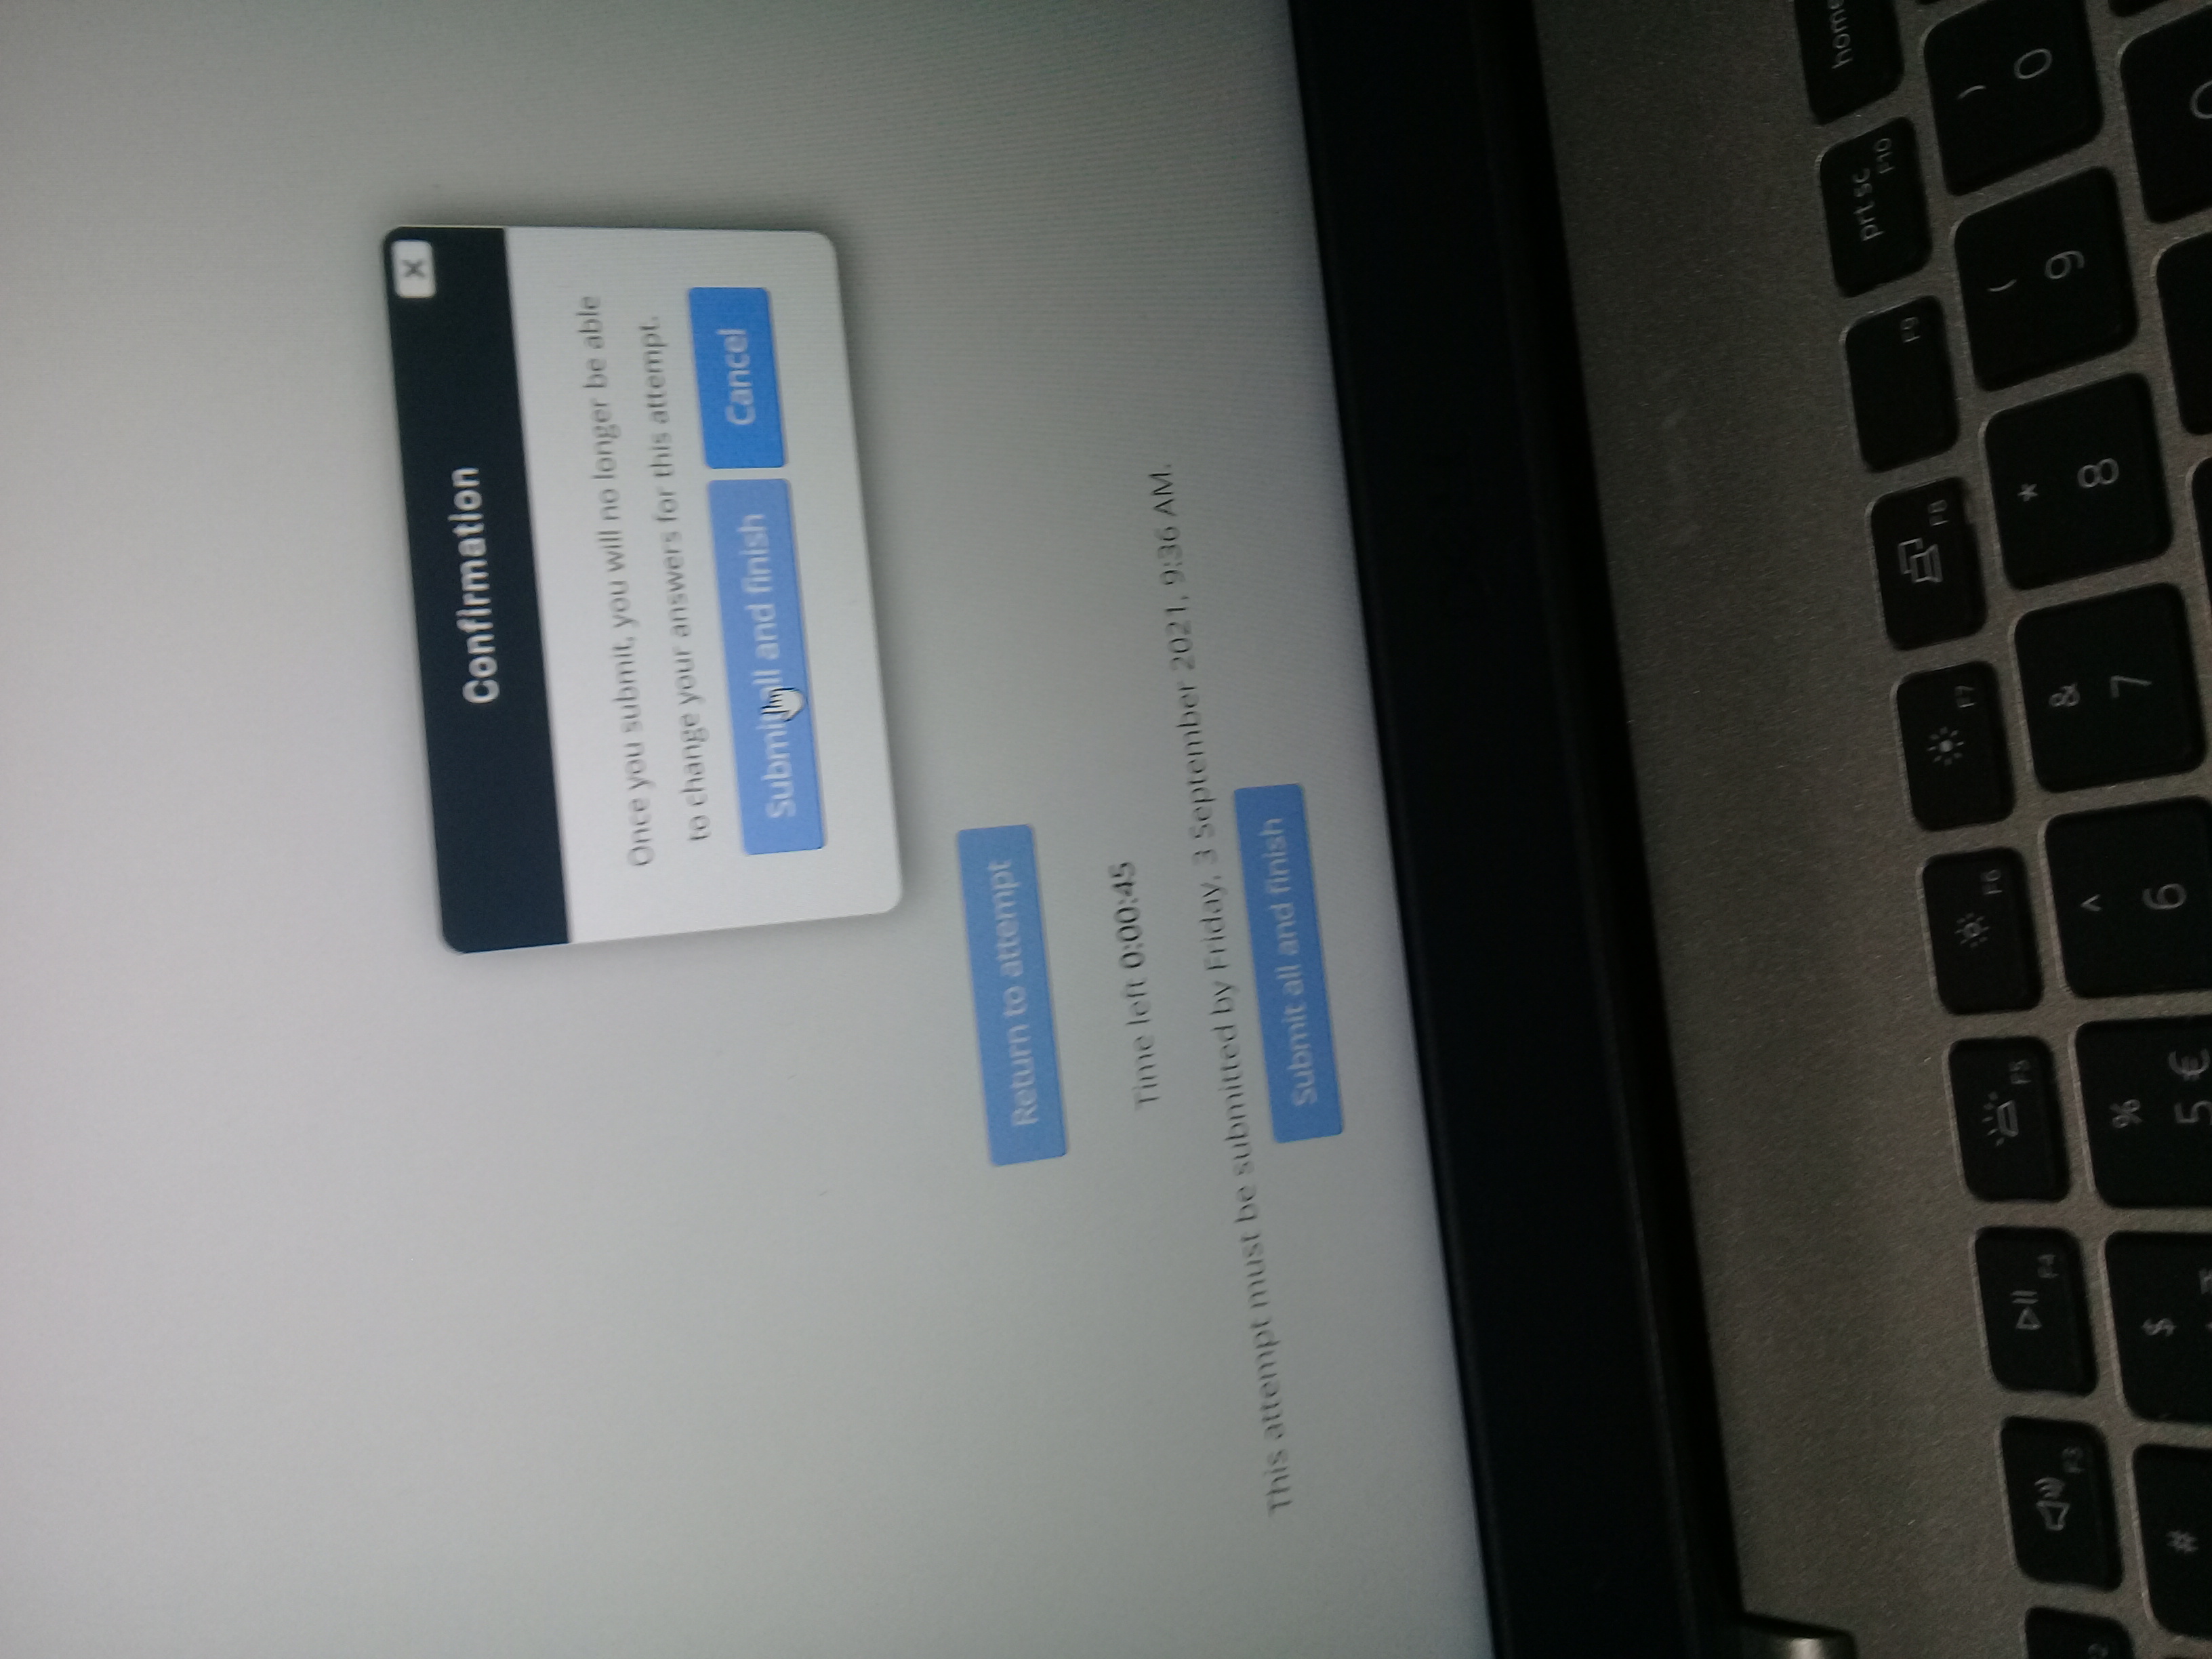 X
Confirmation
Once you submit, you will no longer be able
to change your answers for this attempt.
Submit all and finish
Cancel
Return to attempt
Time left 0:00:45
This attempt must be submitted by Friday, 3 September 2021, 9:36 AM.
Submit all and finish
F3
F4
F5
F6
F7
F8
F9
prt sc
F10
home
#
$
%
5 €
^
6
&
7
*
8
(
9
)
0